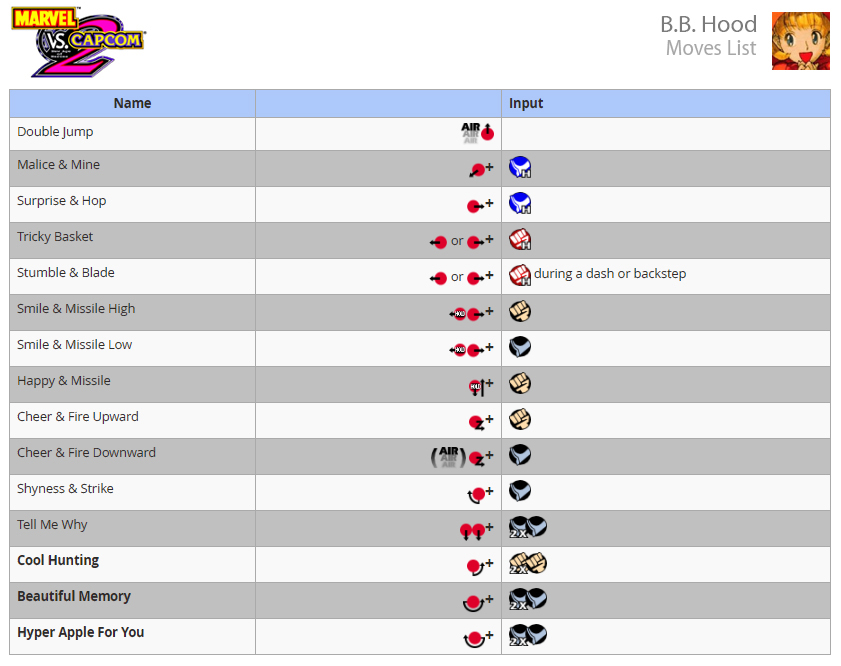 MARVEL
VS. CAPCOM
2
B.B. Hood
Moves List
Name Input
Double Jump AIR
Malice & Mine + H
Surprise & Hop + H
Tricky Basket or + H
Stumble & Blade or + H during a dash or backstep
Smile & Missile High HOLD +
Smile & Missile Low HOLD +
Happy & Missile HOLD +
Cheer & Fire Upward Z +
Cheer & Fire Downward (AIR) Z +
Shyness & Strike +
Tell Me Why + 2X
Cool Hunting + 2X
Beautiful Memory + 2X
Hyper Apple For You + 2X